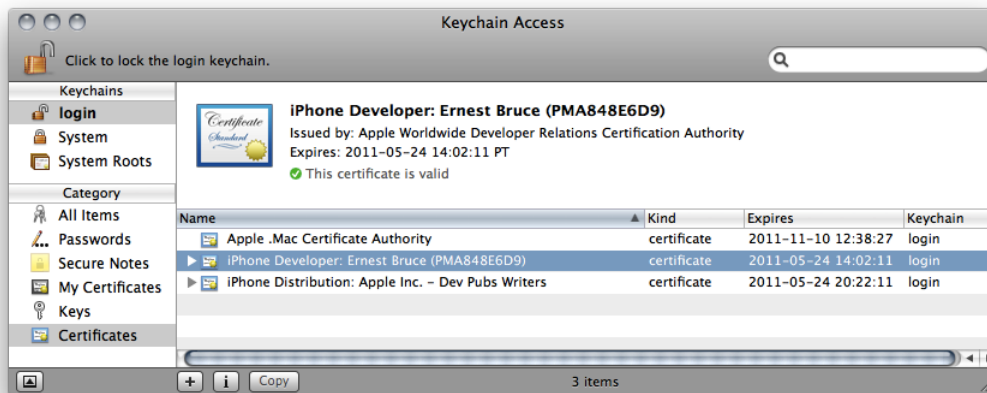 Keychain Access
Click to lock the login keychain.
Keychains
login
System
System Roots
Category
All Items
Passwords
Secure Notes
My Certificates
Keys
Certificates
Certificate
Standard
iPhone Developer: Ernest Bruce (PMA848E6D9)
Issued by: Apple Worldwide Developer Relations Certification Authority
Expires: 2011-05-24 14:02:11 PT
This certificate is valid
Name Kind Expires Keychain
Apple .Mac Certificate Authority certificate 2011-11-10 12:38:27 login
iPhone Developer: Ernest Bruce (PMA848E6D9) certificate 2011-05-24 14:02:11 login
iPhone Distribution: Apple Inc. – Dev Pubs Writers certificate 2011-05-24 20:22:11 login
+ i Copy 3 items